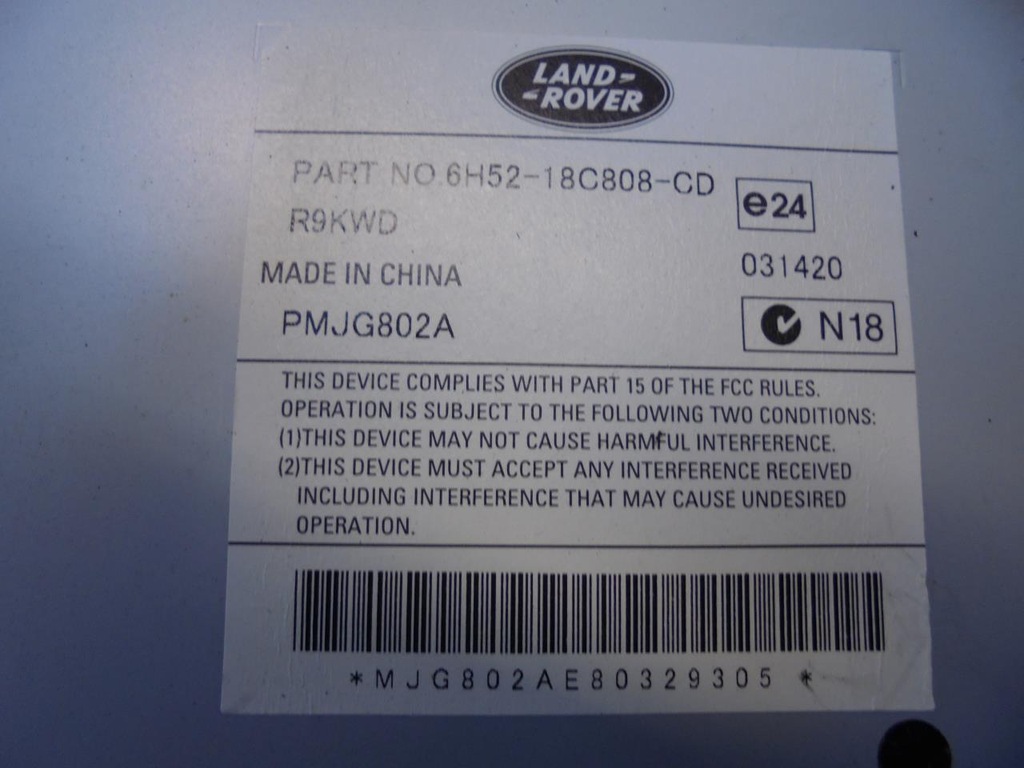 LAND-
-ROVER
PART NO.6H52-18C808-CD
e24
R9KWD
MADE IN CHINA
031420
PMJG802A
N18
THIS DEVICE COMPLIES WITH PART 15 OF THE FCC RULES.
OPERATION IS SUBJECT TO THE FOLLOWING TWO CONDITIONS:
(1)THIS DEVICE MAY NOT CAUSE HARMFUL INTERFERENCE.
(2)THIS DEVICE MUST ACCEPT ANY INTERFERENCE RECEIVED
INCLUDING INTERFERENCE THAT MAY CAUSE UNDESIRED
OPERATION.
*MJG802AE80329305*